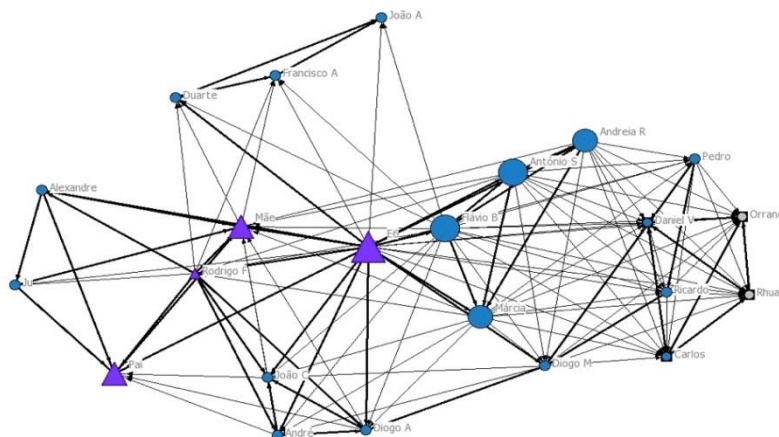 João A
Francisco A
Duarte
Andreia R
António S
Pedro
Alexandre
Mãe
Flávio B
Daniel V
Orrand
Rodrigo F
Ju
Ricardo
Rhua
Márcia
Pai
João C
Diogo M
Carlos
André
Diogo A